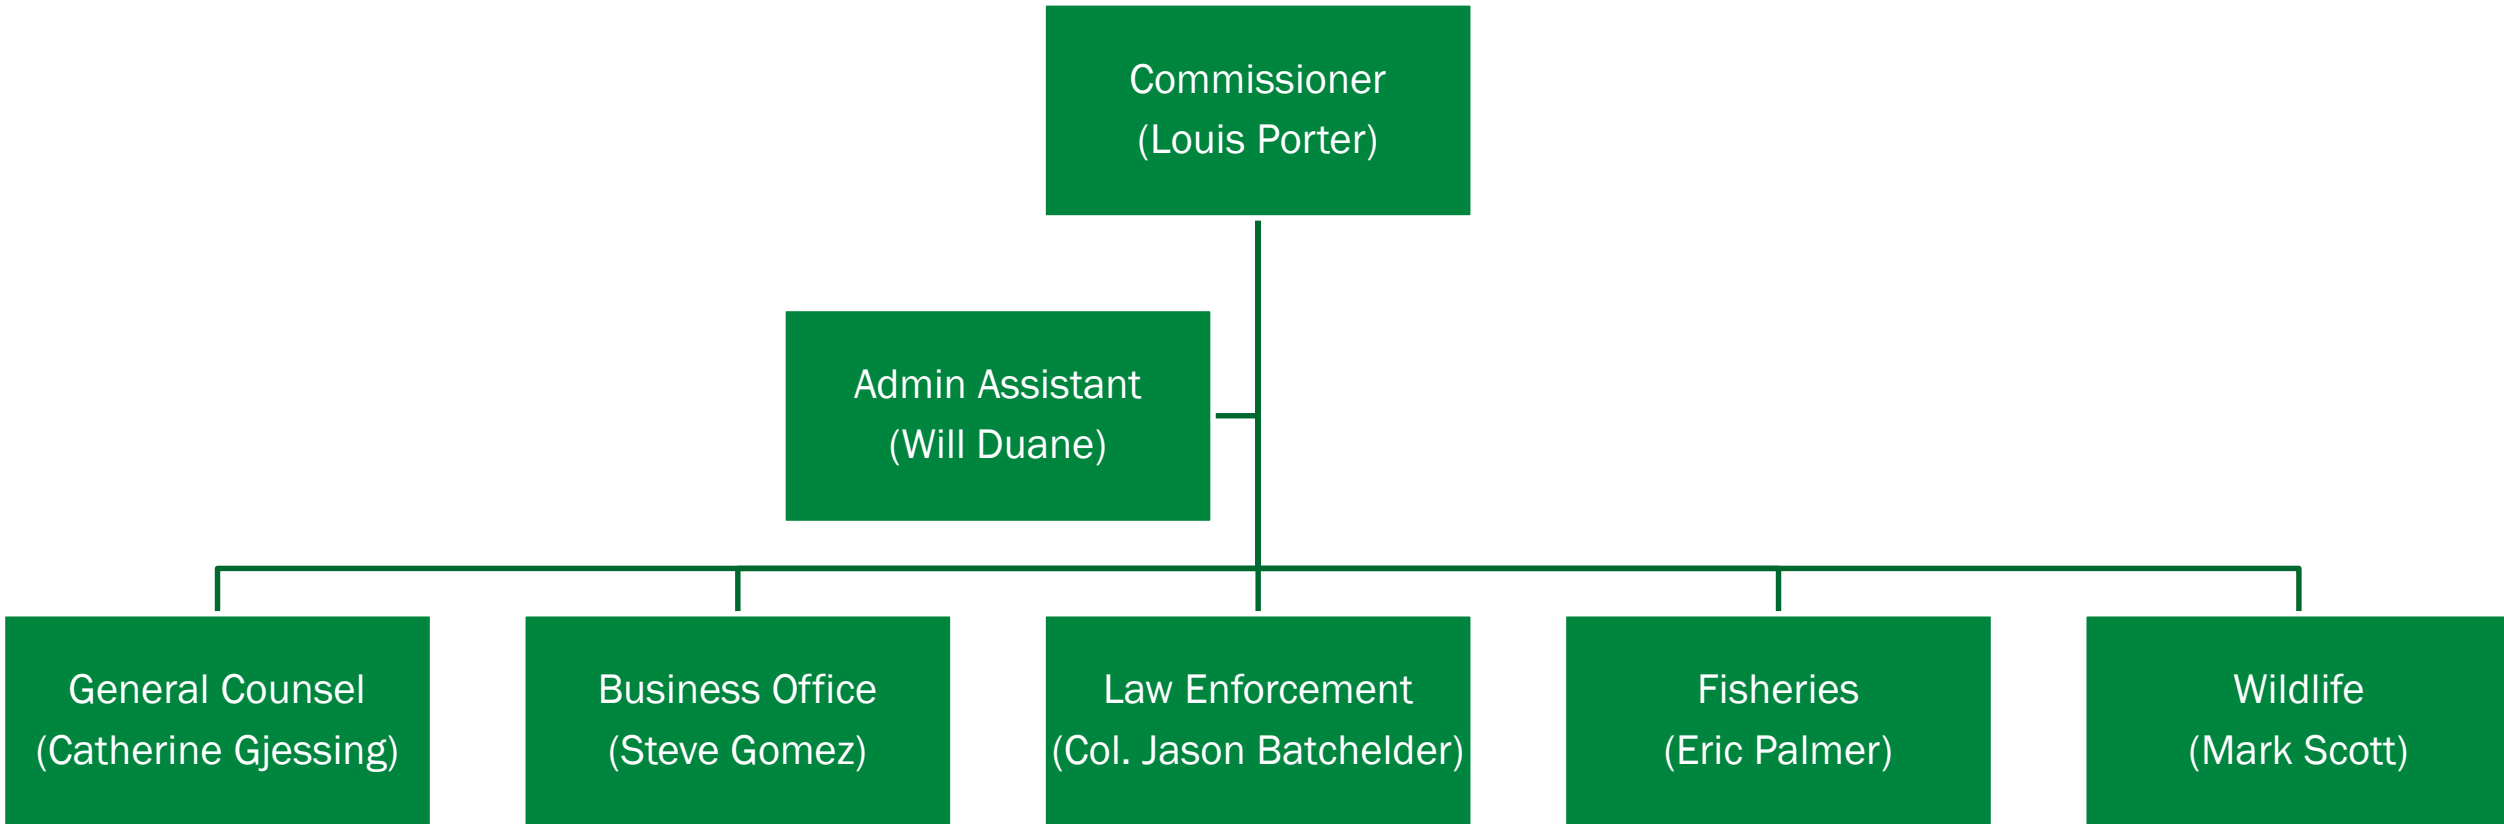 Commissioner
(Louis Porter)
Admin Assistant
(Will Duane)
General Counsel
(Catherine Gjessing)
Business Office
(Steve Gomez)
Law Enforcement
(Col. Jason Batchelder)
Fisheries
(Eric Palmer)
Wildlife
(Mark Scott)